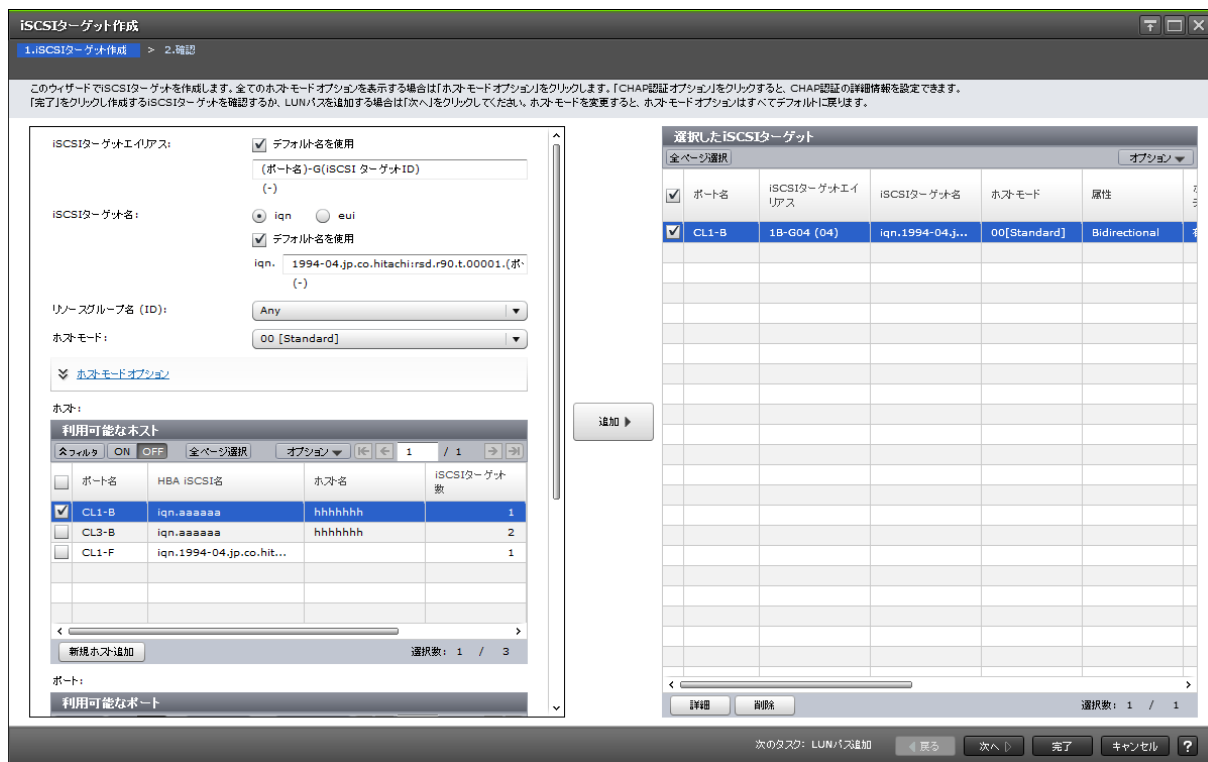 iSCSIターゲット作成
1.iSCSIターゲット作成 > 2.確認
このウィザードでiSCSIターゲットを作成します。全てのホストモードオプションを表示する場合は「ホストモードオプション」をクリックします。「CHAP認証オプション」をクリックすると、CHAP認証の詳細情報を設定できます。
「完了」をクリックし作成するiSCSIターゲットを確認するか、LUNパスを追加する場合は「次へ」をクリックしてください。ホストモードを変更すると、ホストモードオプションはすべてデフォルトに戻ります。
iSCSIターゲットエイリアス: デフォルト名を使用
(ポート名)-G(iSCSI ターゲットID)
(-)
iSCSIターゲット名: iqn eui
デフォルト名を使用
iqn. 1994-04.jp.co.hitachi:rsd.r90.t.00001.(ポ
(-)
リソースグループ名 (ID): Any
ホストモード: 00 [Standard]
ホストモードオプション
ホスト:
利用可能なホスト
フィルタ ON OFF 全ページ選択 オプション 1 / 1
ポート名 HBA iSCSI名 ホスト名 iSCSIターゲット数
CL1-B iqn.aaaaaa hhhhhhh 1
CL3-B iqn.aaaaaa hhhhhhh 2
CL1-F iqn.1994-04.jp.co.hit... 1
新規ホスト追加 選択数: 1 / 3
ポート:
利用可能なポート
追加
選択したiSCSIターゲット
全ページ選択 オプション
ポート名 iSCSIターゲットエイリアス iSCSIターゲット名 ホストモード 属性
CL1-B 1B-G04 (04) iqn.1994-04.j... 00[Standard] Bidirectional
詳細 削除 選択数: 1 / 1
次のタスク: LUNパス追加 戻る 次へ 完了 キャンセル ?